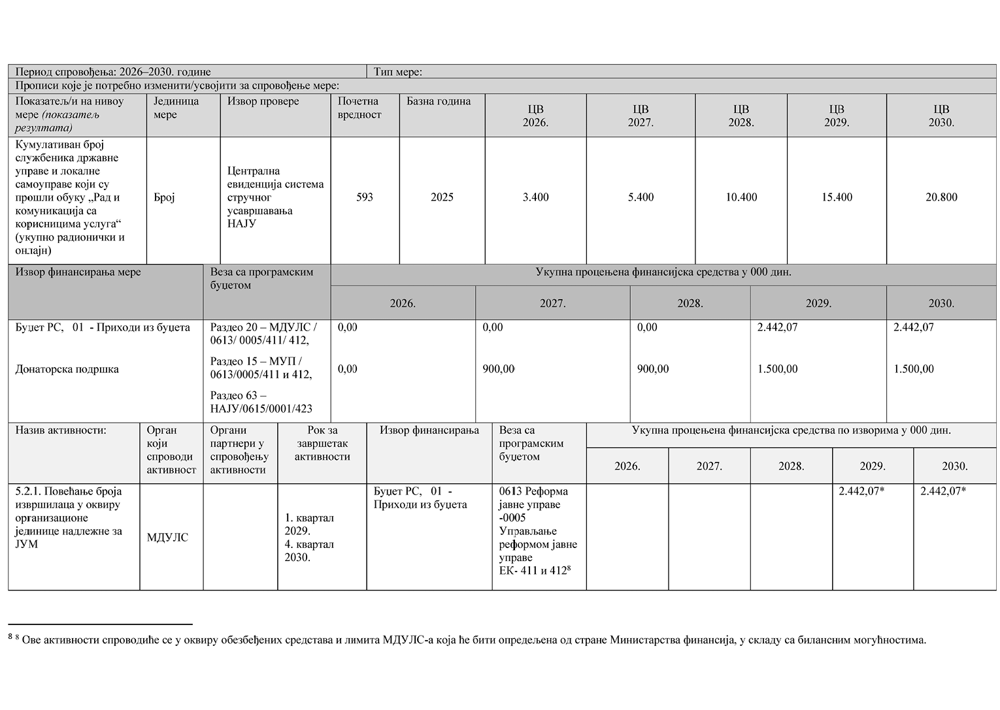 Период спровођења: 2026–2030. године
Тип мере:
Прописи које је потребно изменити/усвојити за спровођење мере:
Показатељ/и на нивоу
мере (показатељ
резултата)
Јединица
мере
Извор провере
Почетна
вредност
Базна година
ЦВ
2026.
ЦВ
2027.
ЦВ
2028.
ЦВ
2029.
ЦВ
2030.
Кумулативан број
службеника државне
управе и локалне
самоуправе који су
прошли обуку „Рад и
комуникација са
корисницима услуга“
(укупно радионички и
онлајн)
Број
Централна
евиденција система
стручног
усавршавања
НАЈУ
593
2025
3.400
5.400
10.400
15.400
20.800
Извор финансирања мере
Веза са програмским
буџетом
Укупна процењена финансијска средства у 000 дин.
2026.
2027.
2028.
2029.
2030.
Буџет РС, 01 - Приходи из буџета
Раздео 20 – МДУЛС /
0613/ 0005/411/ 412,
0,00
0,00
0,00
2.442,07
2.442,07
Донаторска подршка
Раздео 15 – МУП /
0613/0005/411 и 412,
0,00
900,00
900,00
1.500,00
1.500,00
Раздео 63 –
НАЈУ/0615/0001/423
Назив активности:
Орган
који
спроводи
активност
Органи
партнери у
спровођењу
активности
Рок за
завршетак
активности
Извор финансирања
Веза са
програмским
буџетом
Укупна процењена финансијска средства по изворима у 000 дин.
2026.
2027.
2028.
2029.
2030.
5.2.1. Повећање броја
извршилаца у оквиру
организационе
јединице надлежне за
ЈУМ
МДУЛС
1. квартал
2029.
4. квартал
2030.
Буџет РС, 01 -
Приходи из буџета
0613 Реформа
јавне управе
-0005
Управљање
реформом јавне
управе
ЕК- 411 и 412⁸
2.442,07*
2.442,07*
⁸ ⁸ Ове активности спроводиће се у оквиру обезбеђених средстава и лимита МДУЛС-а која ће бити опредељена од стране Министарства финансија, у складу са билансним могућностима.